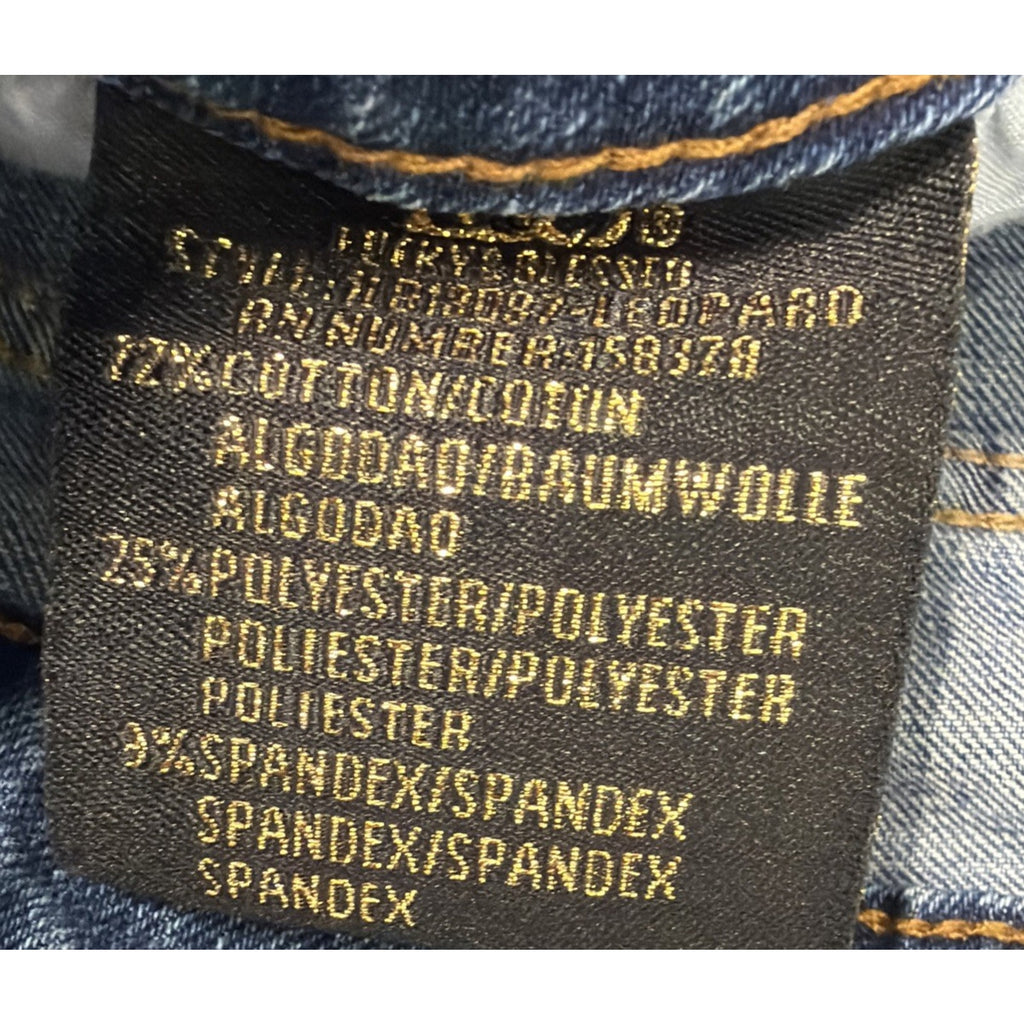 LUCKY&BLESSED
STYLE:HB13097-LEOPARD
RN NUMBER:158378
72%COTTON/COTON
ALGODAO/BAUMWOLLE
ALGODAO
25%POLYESTER/POLYESTER
POLIESTER/POLYESTER
POLIESTER
3%SPANDEX/SPANDEX
SPANDEX/SPANDEX
SPANDEX